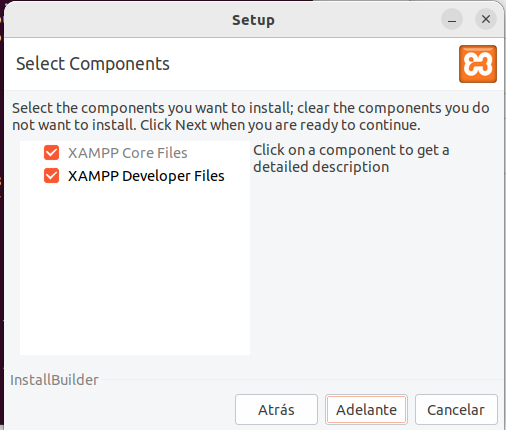 Setup
Select Components
Select the components you want to install; clear the components you do
not want to install. Click Next when you are ready to continue.
XAMPP Core Files
XAMPP Developer Files
Click on a component to get a
detailed description
InstallBuilder
Atrás
Adelante
Cancelar